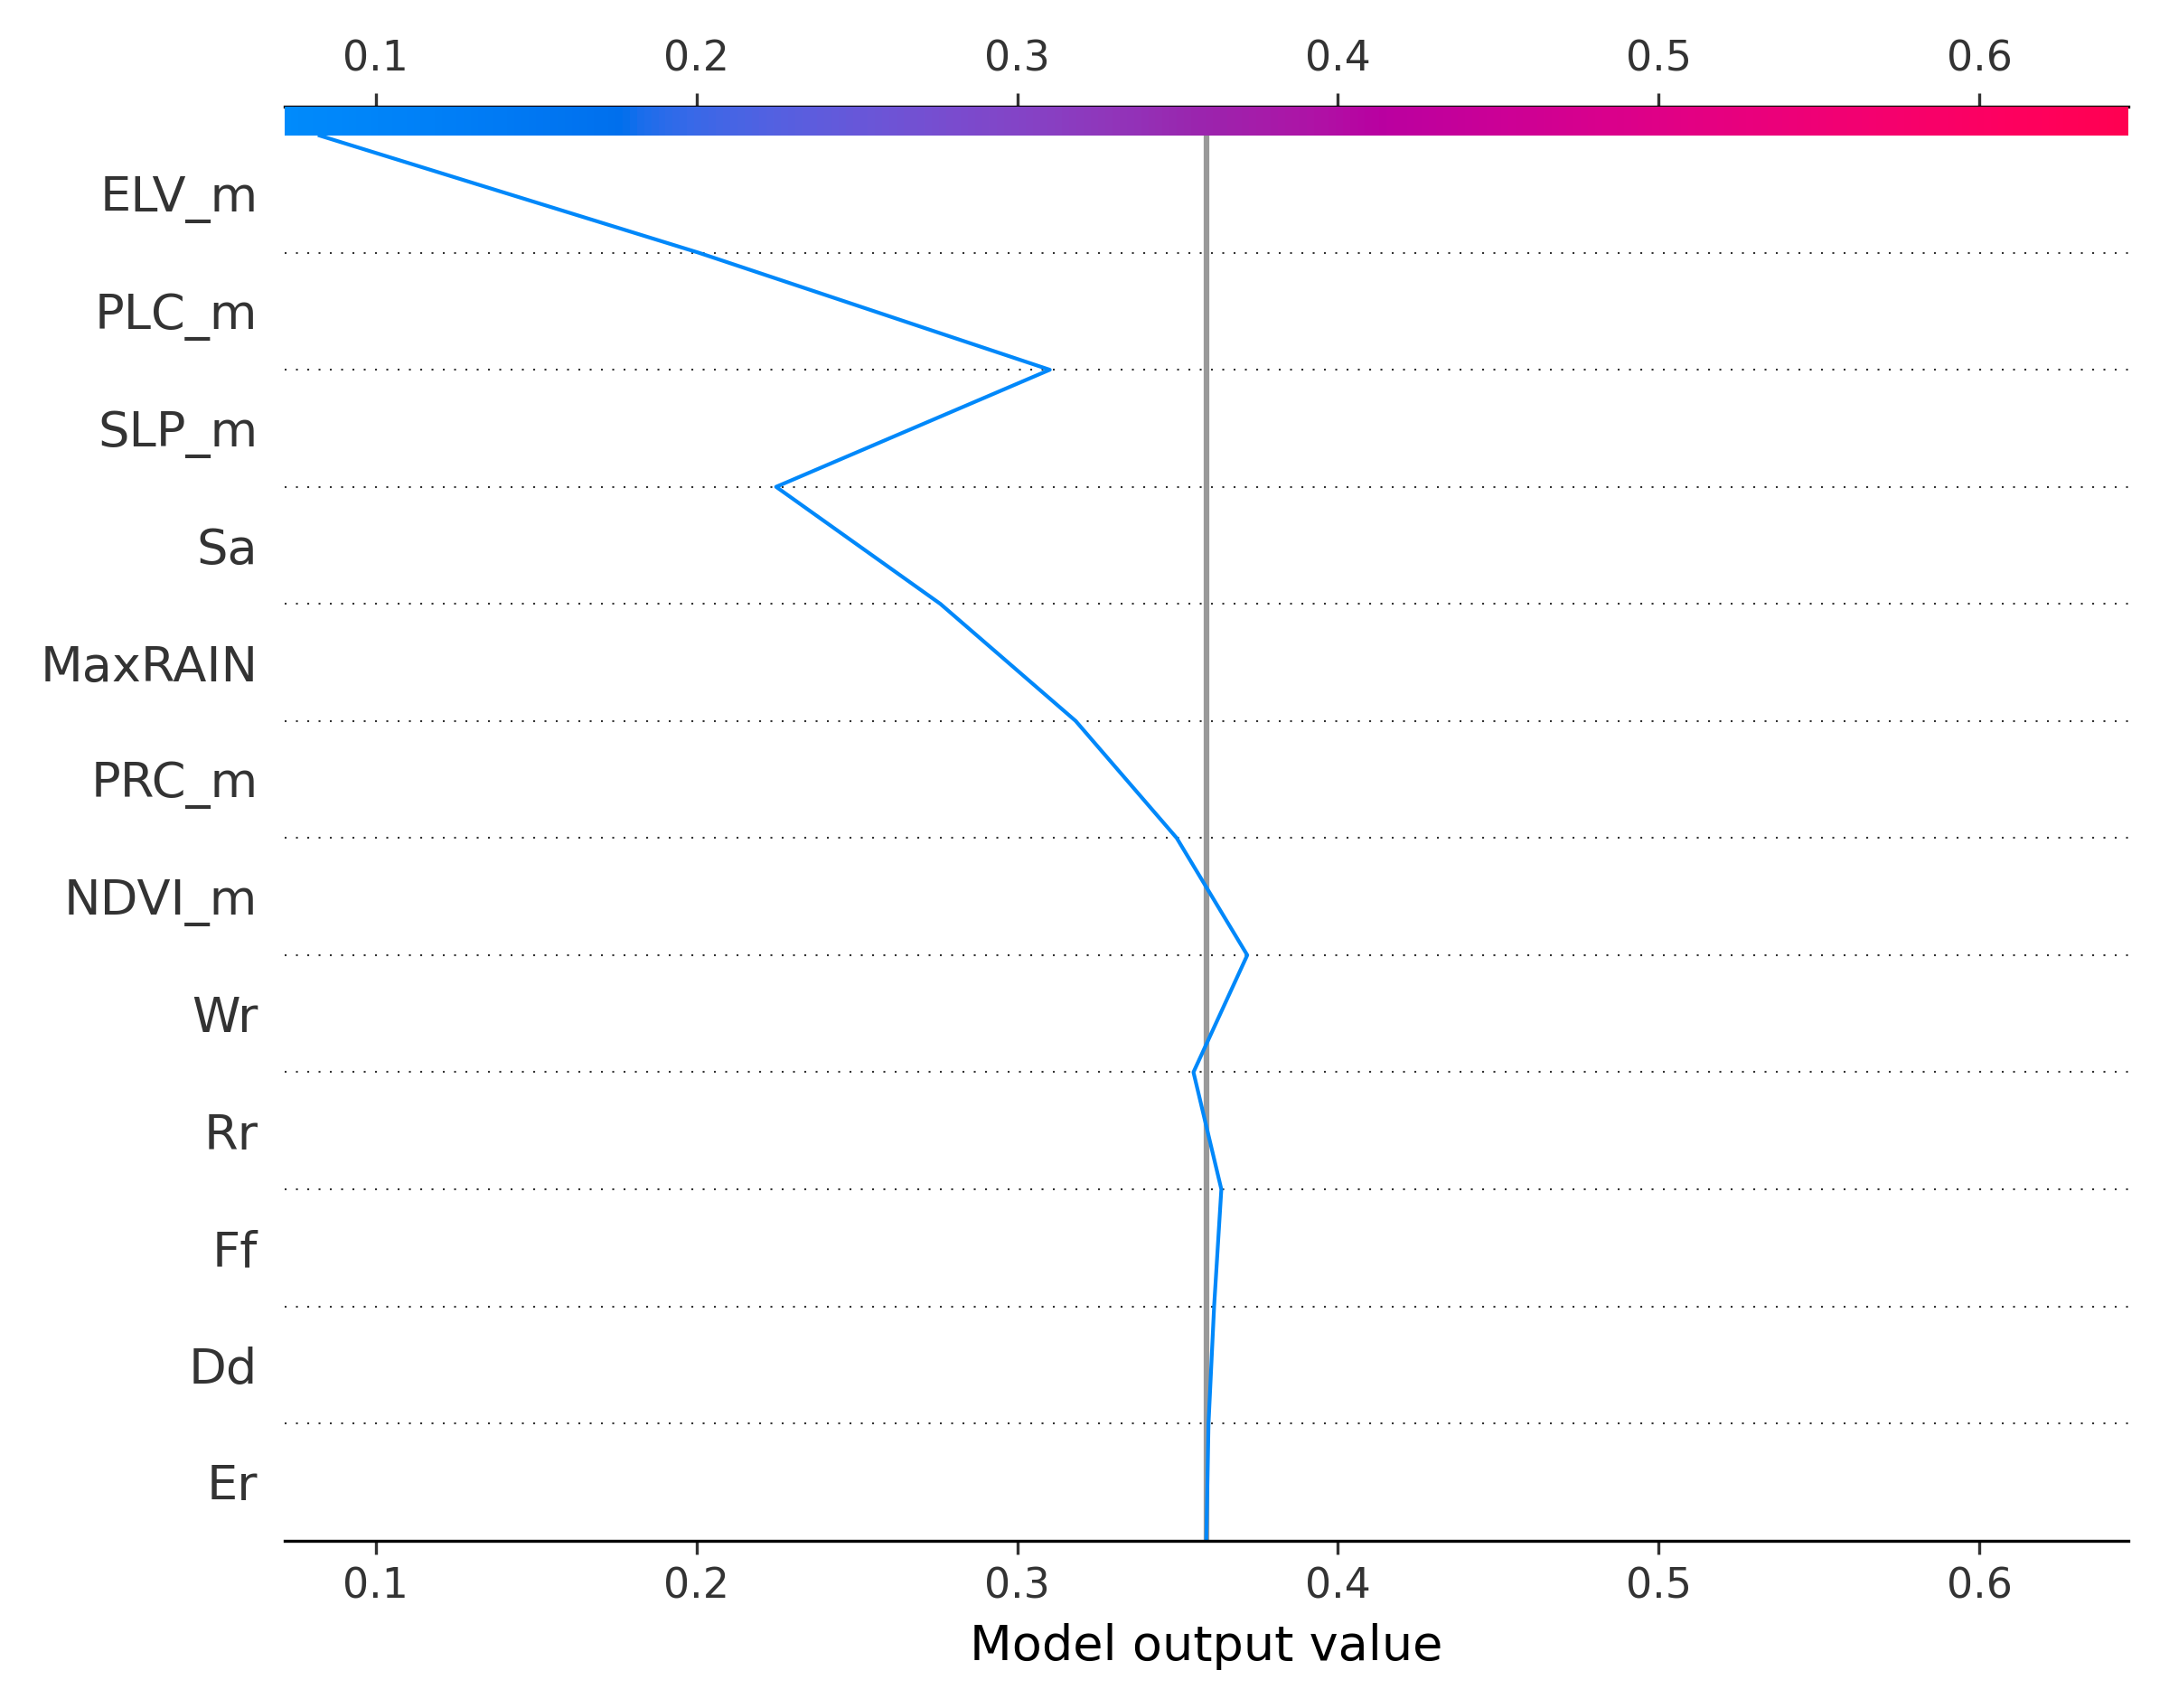 0.1 0.2 0.3 0.4 0.5 0.6
ELV_m
PLC_m
SLP_m
Sa
MaxRAIN
PRC_m
NDVI_m
Wr
Rr
Ff
Dd
Er
0.1 0.2 0.3 0.4 0.5 0.6
Model output value